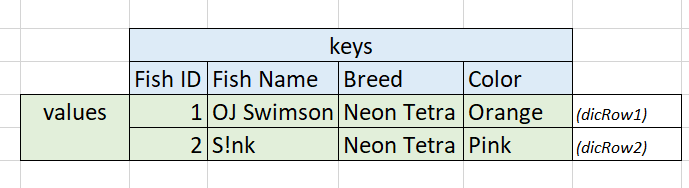 keys
Fish ID Fish Name Breed Color
values 1 OJ Swimson Neon Tetra Orange (dicRow1)
2 S!nk Neon Tetra Pink (dicRow2)